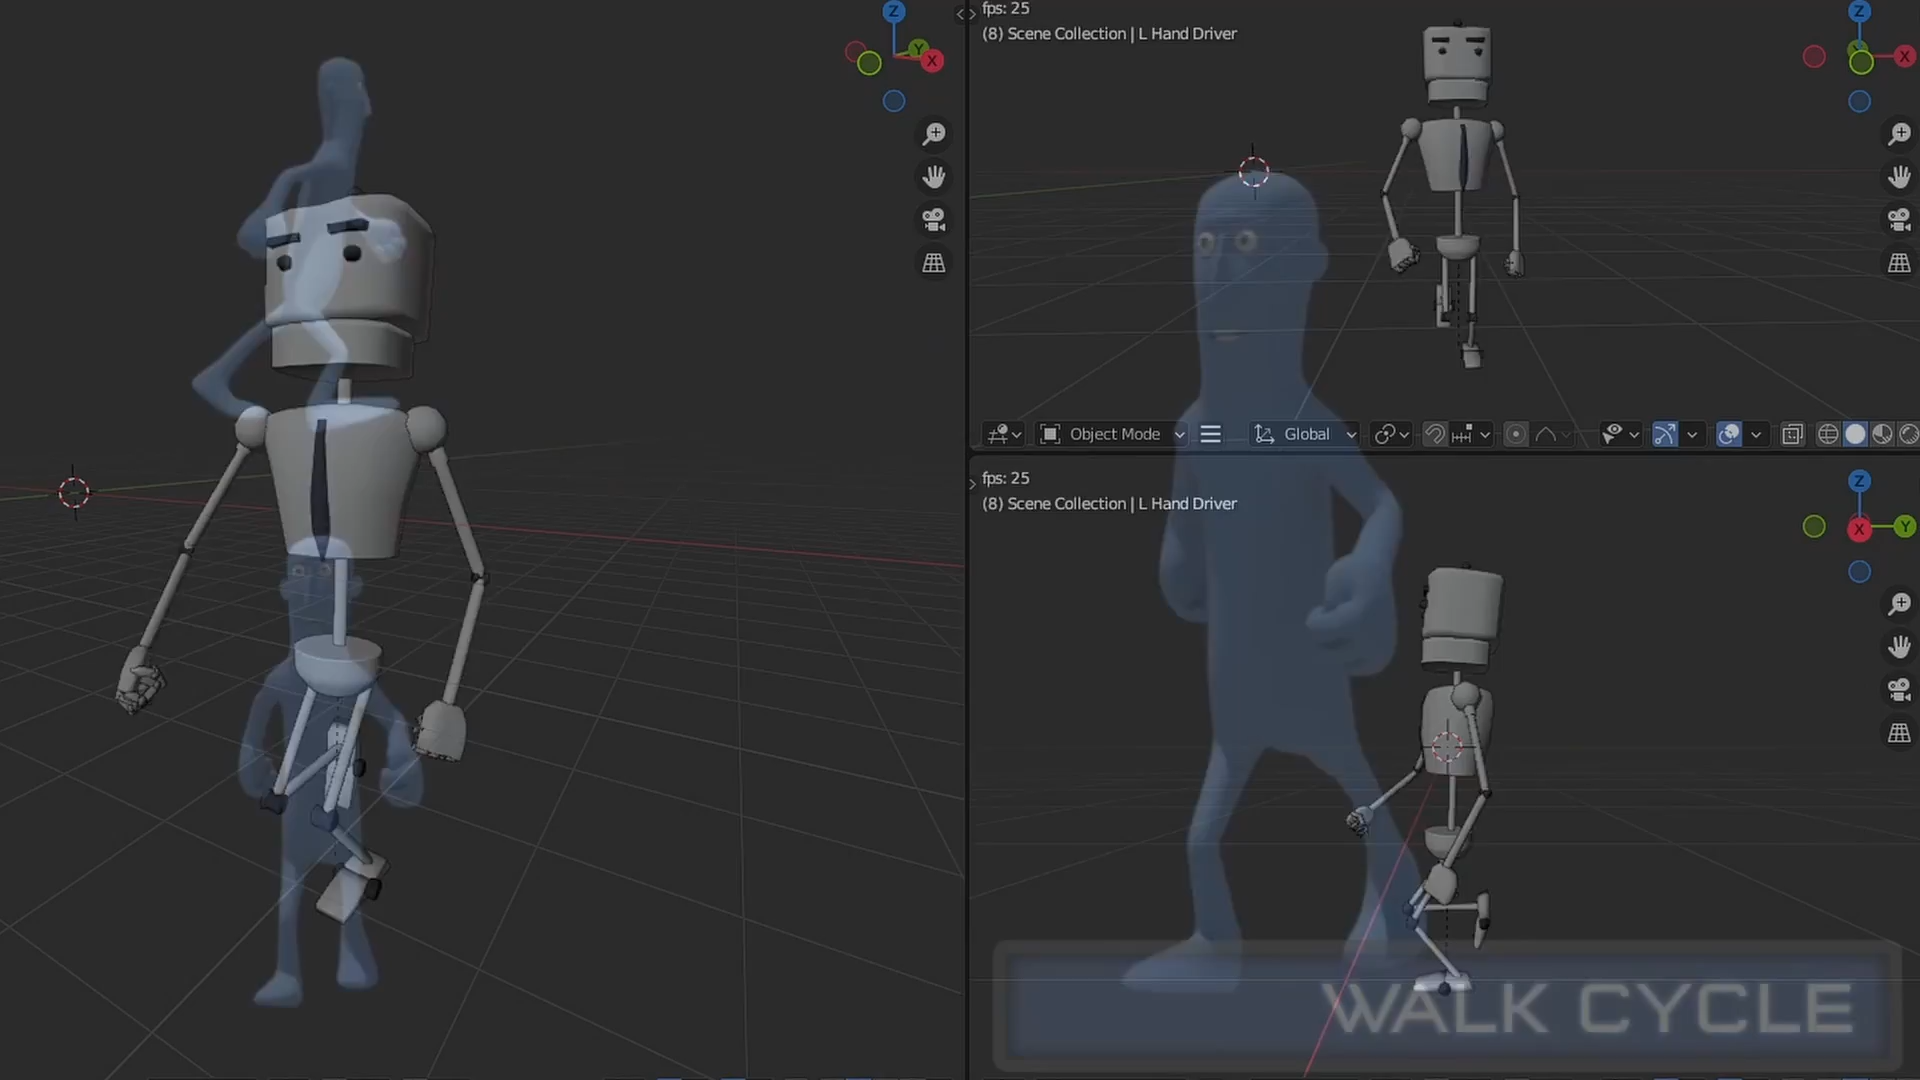 Z
Y
X
fps: 25
(8) Scene Collection | L Hand Driver
Z
Y
X
Object Mode
Global
fps: 25
(8) Scene Collection | L Hand Driver
Z
X
Y
WALK CYCLE